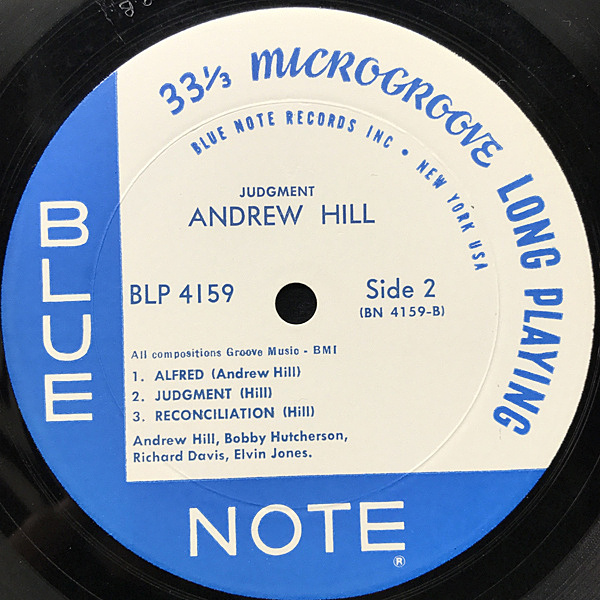 33⅓ MICROGROOVE LONG PLAYING
BLUE NOTE RECORDS INC • NEW YORK USA
JUDGMENT
ANDREW HILL
BLP 4159
Side 2
(BN 4159-B)
All compositions Groove Music - BMI
1. ALFRED (Andrew Hill)
2. JUDGMENT (Hill)
3. RECONCILIATION (Hill)
Andrew Hill, Bobby Hutcherson,
Richard Davis, Elvin Jones.
BLUE
NOTE ®